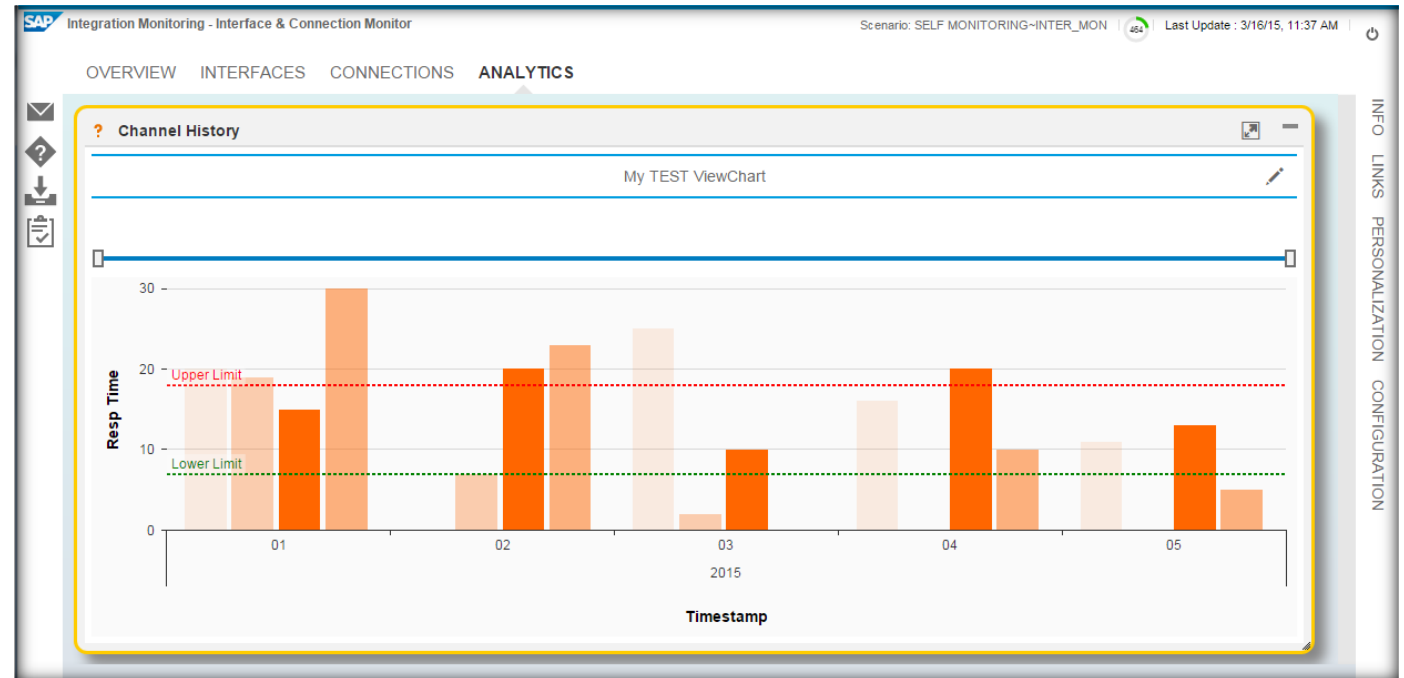 SAP Integration Monitoring - Interface & Connection Monitor
Scenario: SELF MONITORING~INTER_MON 464 Last Update : 3/16/15, 11:37 AM
OVERVIEW INTERFACES CONNECTIONS ANALYTICS
? Channel History
My TEST ViewChart
30
20
10
0
Resp Time
Upper Limit
Lower Limit
01 02 03 04 05
2015
Timestamp
INFO
LINKS
PERSONALIZATION
CONFIGURATION